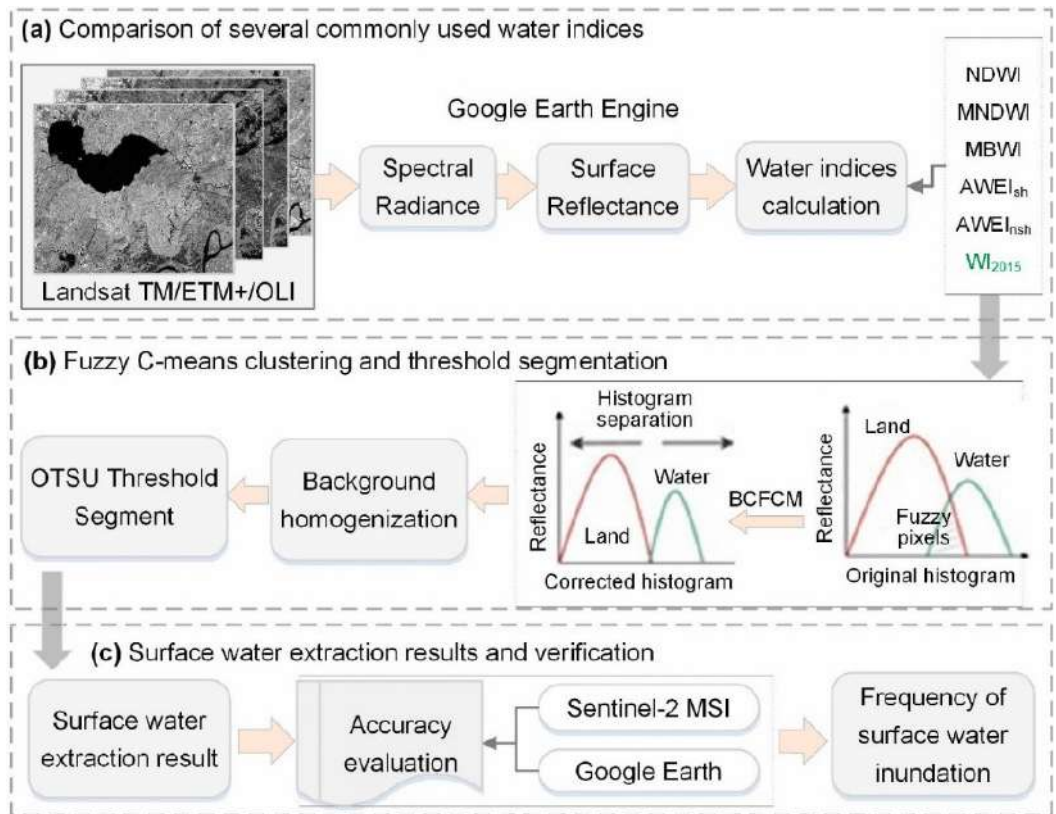 (a) Comparison of several commonly used water indices
Landsat TM/ETM+/OLI
Google Earth Engine
Spectral
Radiance
Surface
Reflectance
Water indices
calculation
NDWI
MNDWI
MBWI
AWEIsh
AWEInsh
WI2015
(b) Fuzzy C-means clustering and threshold segmentation
OTSU Threshold
Segment
Background
homogenization
Histogram
separation
Reflectance
Water
Land
Corrected histogram
BCFCM
Reflectance
Land
Water
Fuzzy
pixels
Original histogram
(c) Surface water extraction results and verification
Surface water
extraction result
Accuracy
evaluation
Sentinel-2 MSI
Google Earth
Frequency of
surface water
inundation